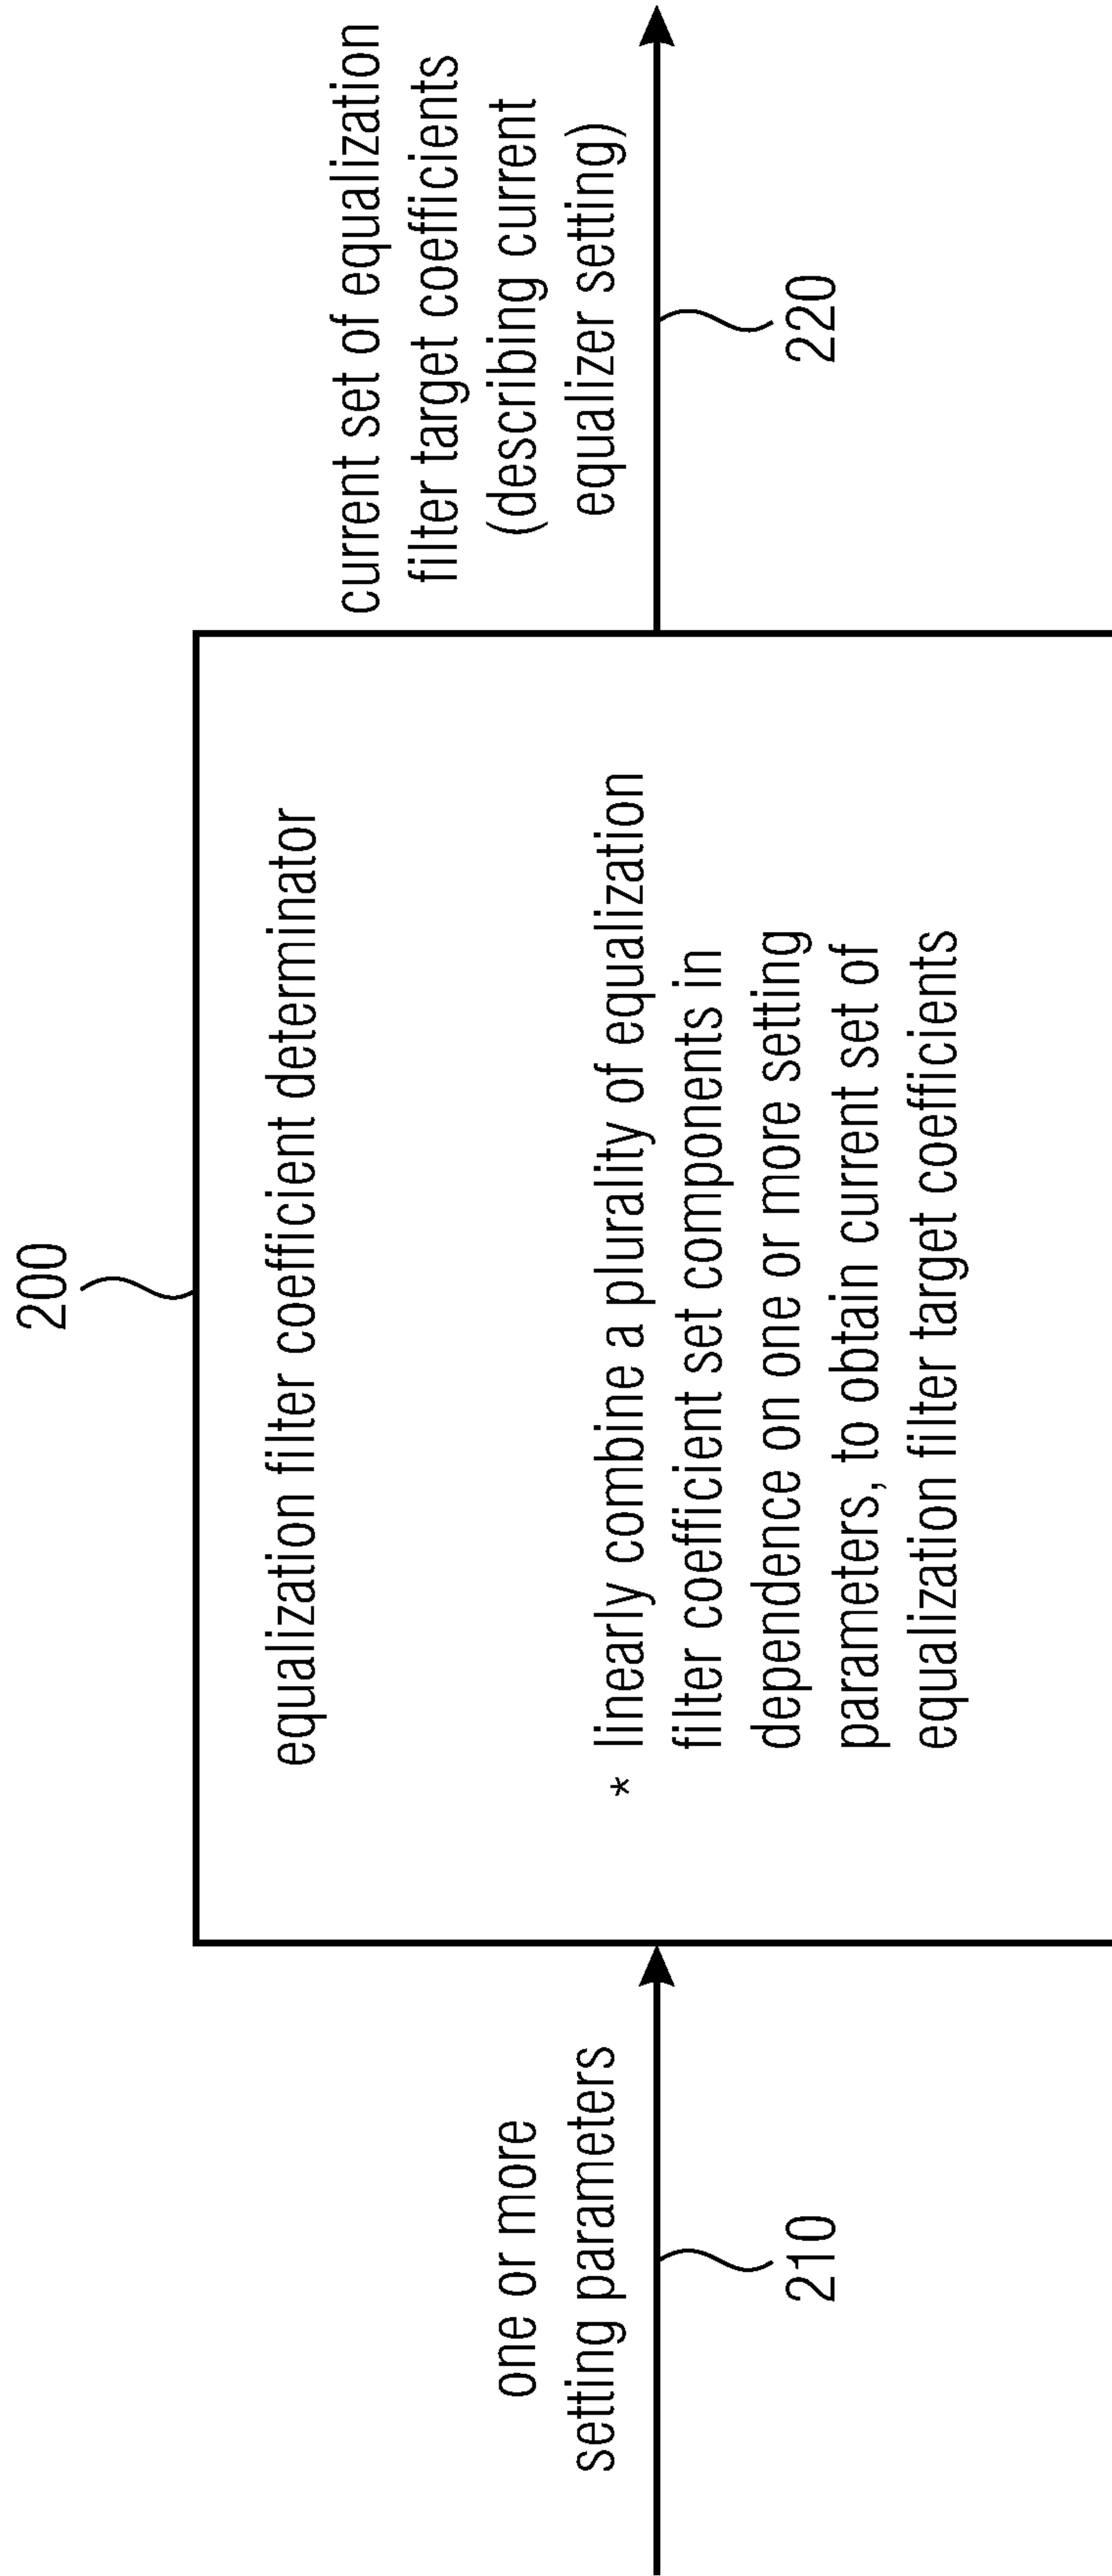 200
one or more
setting parameters
210
equalization filter coefficient determinator
* linearly combine a plurality of equalization
filter coefficient set components in
dependence on one or more setting
parameters, to obtain current set of
equalization filter target coefficients
current set of equalization
filter target coefficients
(describing current
equalizer setting)
220